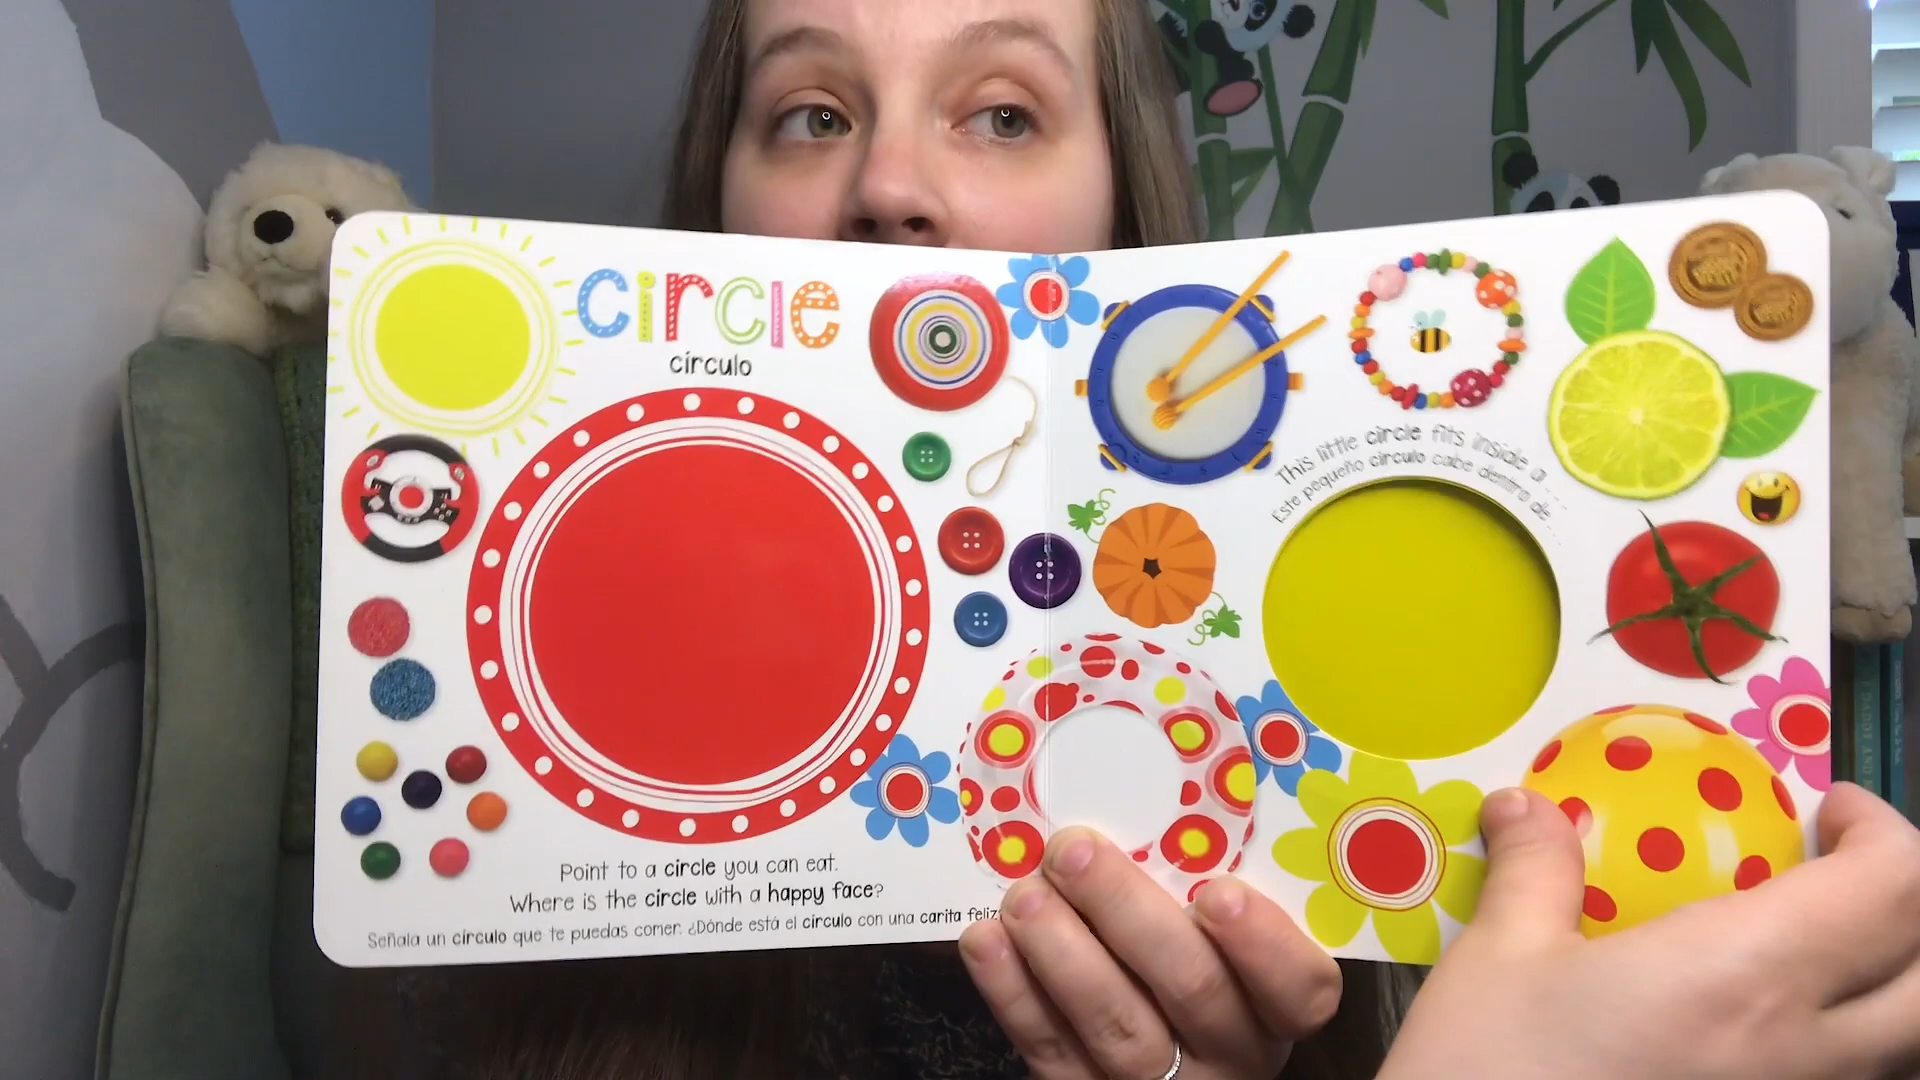 circle
círculo
Point to a circle you can eat.
Where is the circle with a happy face?
Señala un círculo que te puedas comer. ¿Dónde está el círculo con una carita feliz?
This little circle fits inside a ...
Este pequeño círculo cabe dentro de ...